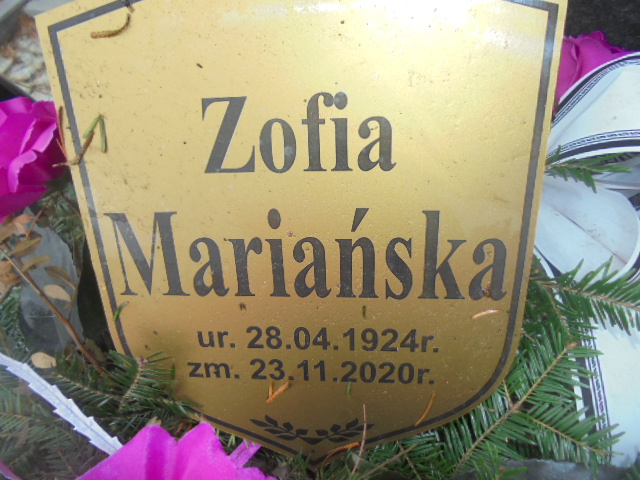 Zofia
Mariańska
ur. 28.04.1924r.
zm. 23.11.2020r.